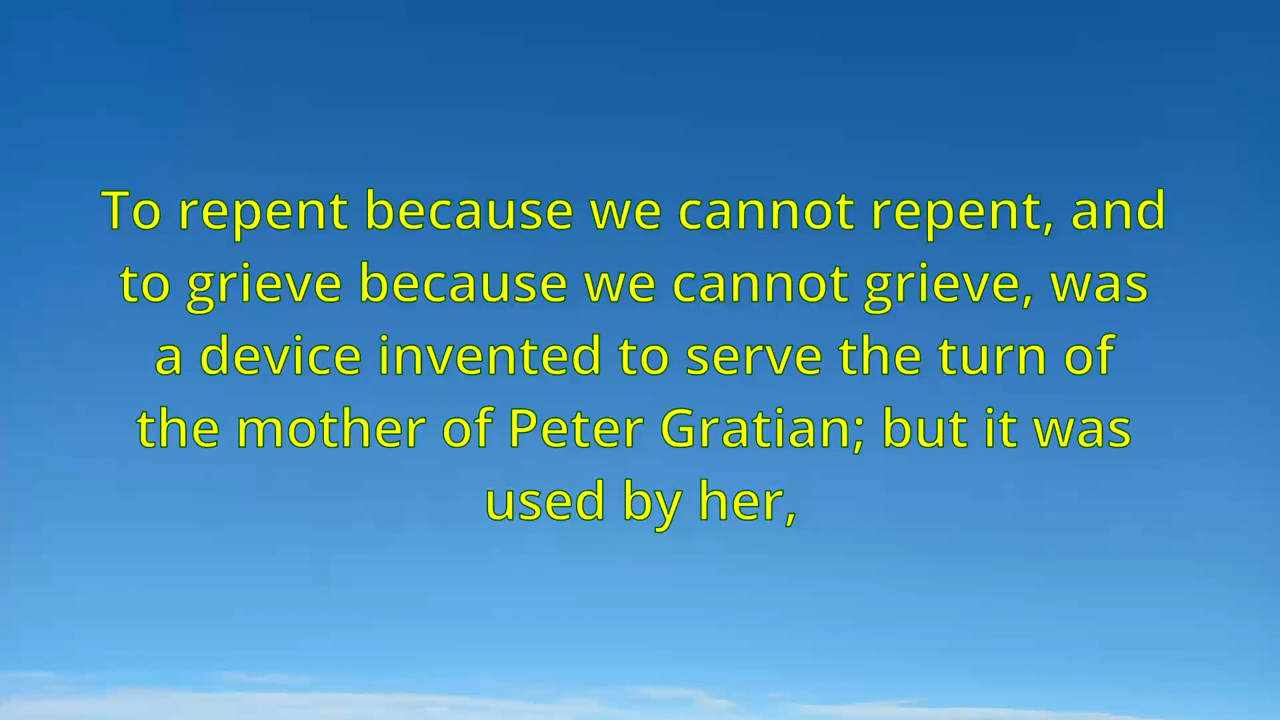 To repent because we cannot repent, and
to grieve because we cannot grieve, was
a device invented to serve the turn of
the mother of Peter Gratian; but it was
used by her,